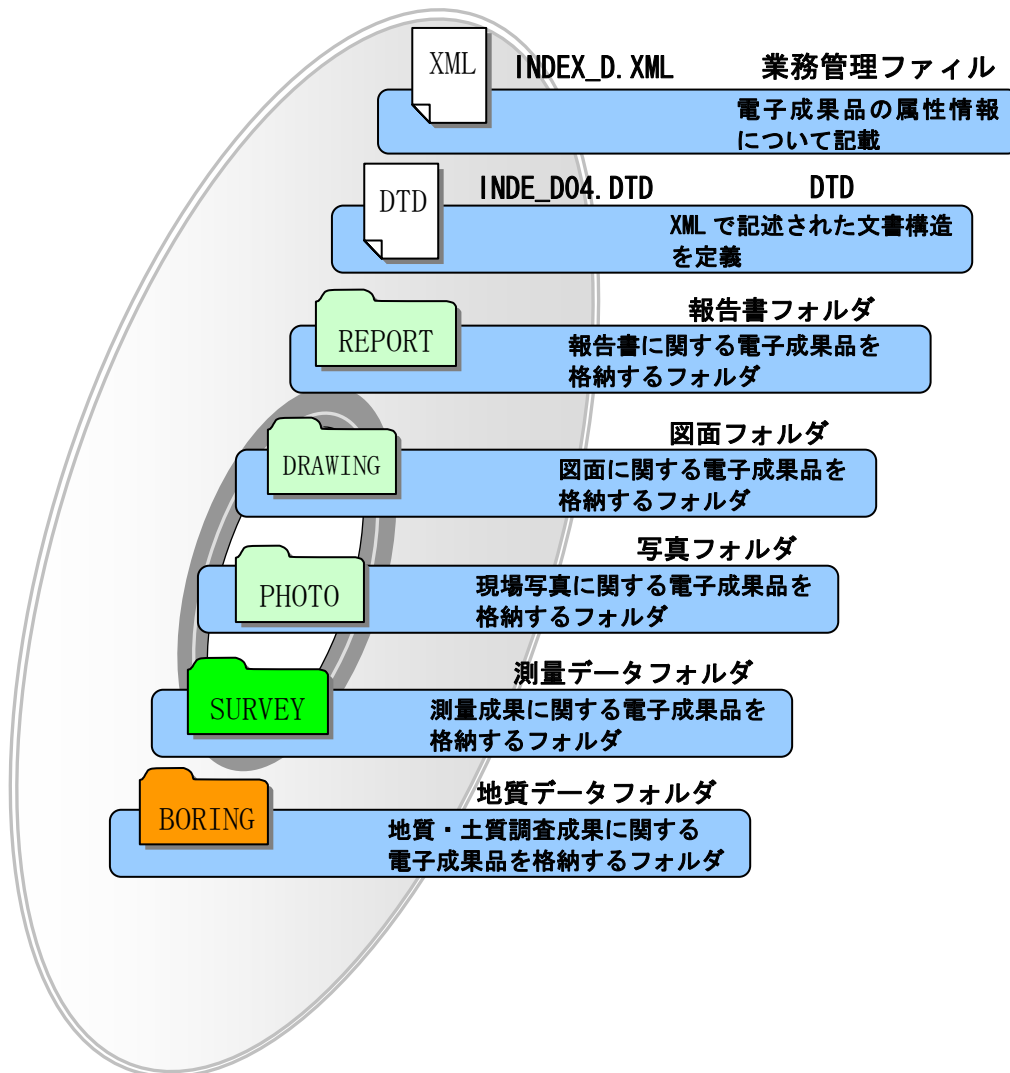 XML
INDEX_D.XML 業務管理ファィル
電子成果品の属性情報
について記載
DTD
INDE_D04.DTD DTD
XMLで記述された文書構造
を定義
REPORT
報告書フォルダ
報告書に関する電子成果品を
格納するフォルダ
DRAWING
図面フォルダ
図面に関する電子成果品を
格納するフォルダ
PHOTO
写真フォルダ
現場写真に関する電子成果品を
格納するフォルダ
SURVEY
測量データフォルダ
測量成果に関する電子成果品を
格納するフォルダ
BORING
地質データフォルダ
地質・土質調査成果に関する
電子成果品を格納するフォルダ